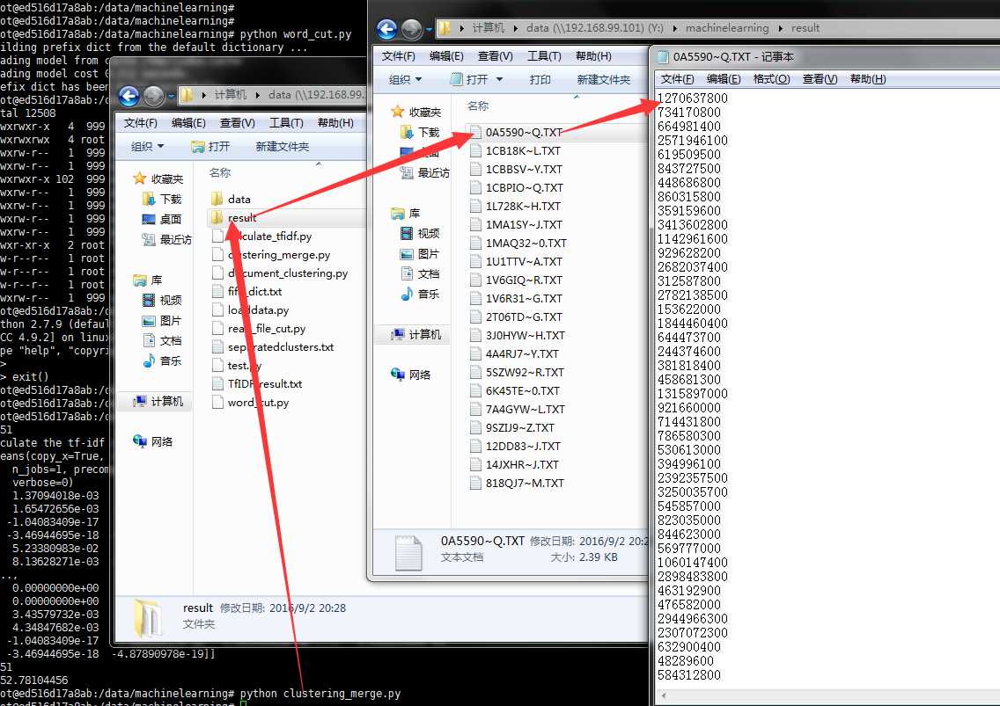 ot@ed516d17a8ab:/data/machinelearning#
ot@ed516d17a8ab:/data/machinelearning#
ot@ed516d17a8ab:/data/machinelearning# python word_cut.py
ilding prefix dict from the default dictionary ...
ading model from
ading model cost
efix dict has been
ot@ed516d17a8ab:/d
tal 12508
wxrwxr-x 4 999
wxrwxrwx 4 root
wxrw-r-- 1 999
wxrw-r-- 1 999
wxrwxr-x 102 999
wxrw-r-- 1 999
wxrw-r-- 1 999
wxrw-r-- 1 999
wxr-xr-x 2 root
w-r--r-- 1 root
wxrw-r-- 1 999
w-r--r-- 1 root
w-r--r-- 1 root
wxrw-r-- 1 999
ot@ed516d17a8ab:/d
thon 2.7.9 (defaul
CC 4.9.2] on linux
pe "help", "copyri
>
> exit()
ot@ed516d17a8ab:/d
ot@ed516d17a8ab:/d
ot@ed516d17a8ab:/d
51
culate the tf-idf
eans(copy_x=True,
n_jobs=1, precom
verbose=0)
1.37094018e-03
1.65472656e-03
-1.04083409e-17
-3.46944695e-18
5.23380983e-02
8.13628271e-03
..,
0.00000000e+00
0.00000000e+00
3.43579732e-03
4.34847682e-03
-1.04083409e-17
-3.46944695e-18 -4.87890978e-19]]
51
52.78104456
ot@ed516d17a8ab:/data/machinelearning# python clustering_merge.py
ot@ed516d17a8ab:/data/machinelearning#
计算机 data (\\192.168.99.
文件(F) 编辑(E) 查看(V) 工具(T) 帮助(H)
组织 打开 新建文件夹
收藏夹
下载
桌面
最近访
库
视频
图片
文档
音乐
计算机
网络
名称
data
result
calculate_tfidf.py
clustering_merge.py
document_clustering.py
dict.txt
loaddata.py
read_file_cut.py
seperatedclusters.txt
test.py
result.txt
word_cut.py
result 修改日期: 2016/9/2 20:28
文件夹
计算机 data (\\192.168.99.101) (Y:) machinelearning result
文件(F) 编辑(E) 查看(V) 工具(T) 帮助(H)
组织 打开 打印 新建文件夹
收藏夹
下载
桌面
最近访
库
视频
图片
文档
音乐
计算机
网络
名称
0A5590~Q.TXT
1CB18K~L.TXT
1CBBSV~Y.TXT
1CBPIO~Q.TXT
1L728K~H.TXT
1MA1SY~J.TXT
1MAQ32~0.TXT
1U1TTV~A.TXT
1V6GIQ~R.TXT
1V6R31~G.TXT
2T06TD~G.TXT
3J0HYW~H.TXT
4A4RJ7~Y.TXT
5SZW92~R.TXT
6K45TE~0.TXT
7A4GYW~L.TXT
9SZIJ9~Z.TXT
12DD83~J.TXT
14JXHR~J.TXT
818QJ7~M.TXT
0A5590~Q.TXT 修改日期: 2016/9/2 20:2
文本文档 大小: 2.39 KB
0A5590~Q.TXT - 记事本
文件(F) 编辑(E) 格式(O) 查看(V) 帮助(H)
1270637800
734170800
664981400
2571946100
619509500
843727500
448686800
860315800
359159600
3413602800
1142961600
929628200
2682037400
312587800
2782138500
153622000
1844460400
644473700
244374600
381818400
458681300
1315897000
921660000
714431800
786580300
530613000
394996100
2392357500
3250035700
545857000
823035000
844623000
569777000
1060147400
2898483800
463192900
476582000
2944966300
2307072300
632900400
48289600
584312800